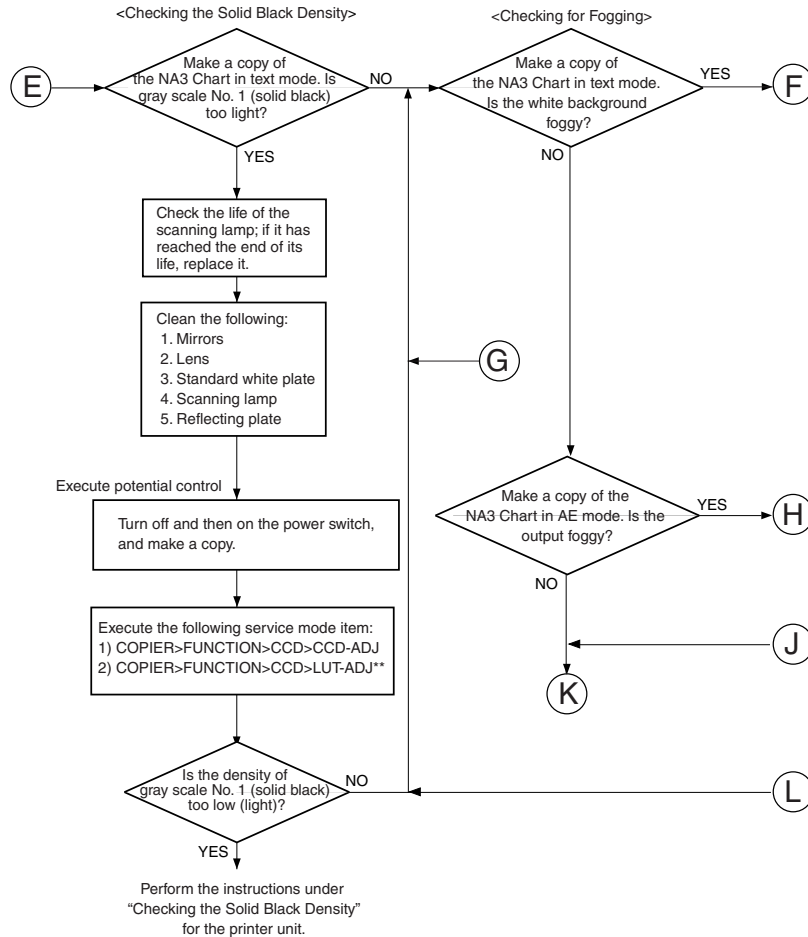 <Checking the Solid Black Density>
E
Make a copy of
the NA3 Chart in text mode. Is
gray scale No. 1 (solid black)
too light?
NO
YES
Check the life of the
scanning lamp; if it has
reached the end of its
life, replace it.
Clean the following:
1. Mirrors
2. Lens
3. Standard white plate
4. Scanning lamp
5. Reflecting plate
Execute potential control
Turn off and then on the power switch,
and make a copy.
Execute the following service mode item:
1) COPIER>FUNCTION>CCD>CCD-ADJ
2) COPIER>FUNCTION>CCD>LUT-ADJ**
Is the density of
gray scale No. 1 (solid black)
too low (light)?
NO
YES
Perform the instructions under
“Checking the Solid Black Density”
for the printer unit.
<Checking for Fogging>
Make a copy of
the NA3 Chart in text mode.
Is the white background
foggy?
YES
F
NO
G
Make a copy of the
NA3 Chart in AE mode. Is the
output foggy?
YES
H
NO
J
K
L